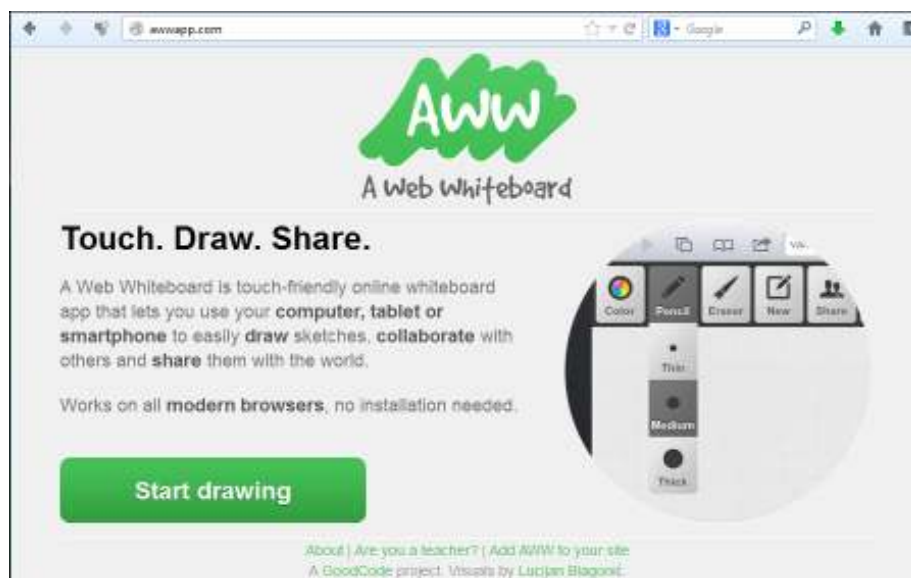 awwapp.com
Google
AWW
A Web Whiteboard
Touch. Draw. Share.
A Web Whiteboard is touch-friendly online whiteboard
app that lets you use your computer, tablet or
smartphone to easily draw sketches, collaborate with
others and share them with the world.
Works on all modern browsers, no installation needed.
Color Pencil Eraser New Share
Thin
Medium
Thick
Start drawing
About | Are you a teacher? | Add AWW to your site
A GoodCode project. Visuals by Lucijan Blagonić.